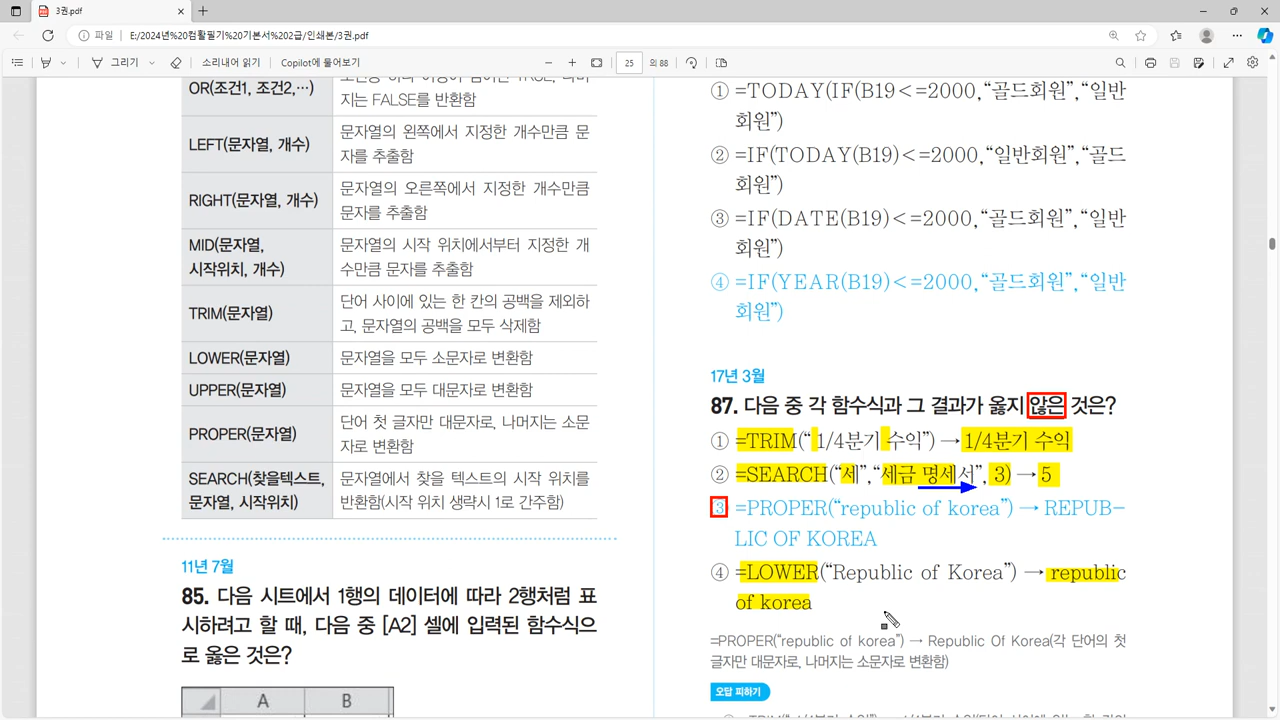 3권.pdf
파일 E:/2024년%20컴활필기%20기본서%202급/인쇄본/3권.pdf
그리기 소리내어 읽기 Copilot에 물어보기 25 의 88
OR(조건1, 조건2,…)
지는 FALSE를 반환함
LEFT(문자열, 개수)
문자열의 왼쪽에서 지정한 개수만큼 문
자를 추출함
RIGHT(문자열, 개수)
문자열의 오른쪽에서 지정한 개수만큼
문자를 추출함
MID(문자열,
시작위치, 개수)
문자열의 시작 위치에서부터 지정한 개
수만큼 문자를 추출함
TRIM(문자열)
단어 사이에 있는 한 칸의 공백을 제외하
고, 문자열의 공백을 모두 삭제함
LOWER(문자열)
문자열을 모두 소문자로 변환함
UPPER(문자열)
문자열을 모두 대문자로 변환함
PROPER(문자열)
단어 첫 글자만 대문자로, 나머지는 소문
자로 변환함
SEARCH(찾을텍스트,
문자열, 시작위치)
문자열에서 찾을 텍스트의 시작 위치를
반환함(시작 위치 생략시 1로 간주함)
11년 7월
85. 다음 시트에서 1행의 데이터에 따라 2행처럼 표
시하려고 할 때, 다음 중 [A2] 셀에 입력된 함수식으
로 옳은 것은?
A B
① =TODAY(IF(B19<=2000,“골드회원”,“일반
회원”)
② =IF(TODAY(B19)<=2000,“일반회원”,“골드
회원”)
③ =IF(DATE(B19)<=2000,“골드회원”,“일반
회원”)
④ =IF(YEAR(B19)<=2000,“골드회원”,“일반
회원”)
17년 3월
87. 다음 중 각 함수식과 그 결과가 옳지 않은 것은?
① =TRIM(“ 1/4분기 수익”) → 1/4분기 수익
② =SEARCH(“세”,“세금 명세서”, 3) → 5
3 =PROPER(“republic of korea”) → REPUB-
LIC OF KOREA
④ =LOWER(“Republic of Korea”) → republic
of korea
=PROPER(“republic of korea”) → Republic Of Korea(각 단어의 첫
글자만 대문자로, 나머지는 소문자로 변환함)
오답 피하기